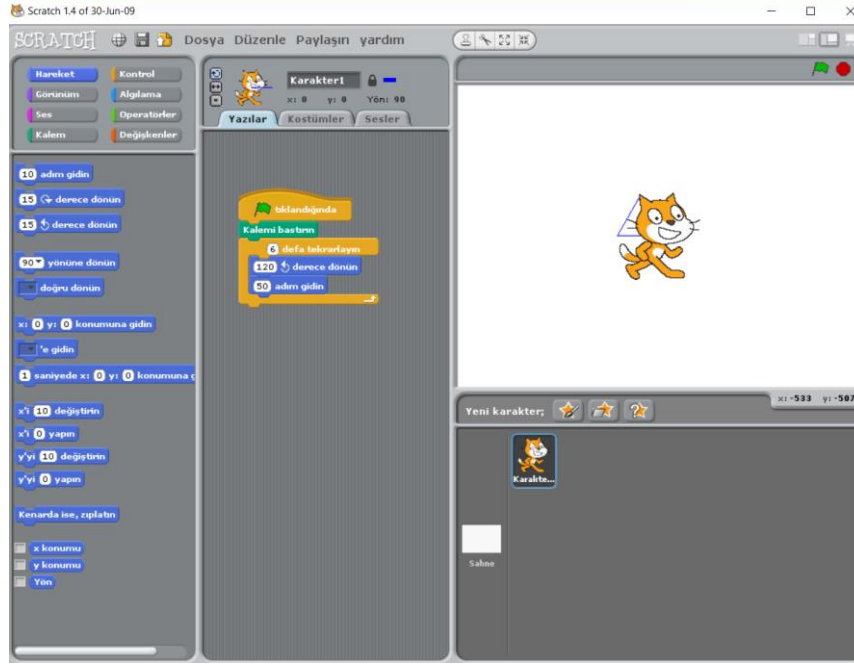 Scratch 1.4 of 30-Jun-09
SCRATCH Dosya Düzenle Paylaşın yardım
Hareket Kontrol
Görünüm Algılama
Ses Operatörler
Kalem Değişkenler
10 adım gidin
15 derece dönün
15 derece dönün
90 yönüne dönün
doğru dönün
x: 0 y: 0 konumuna gidin
'e gidin
1 saniyede x: 0 y: 0 konumuna g
x'i 10 değiştirin
x'i 0 yapın
y'yi 10 değiştirin
y'yi 0 yapın
Kenarda ise, zıplatın
x konumu
y konumu
Yön
Karakter1
x: 0 y: 0 Yön: 90
Yazılar Kostümler Sesler
tıklandığında
Kalemi bastırın
6 defa tekrarlayın
120 derece dönün
50 adım gidin
x: -533 y: -507
Yeni karakter;
Karakte...
Sahne